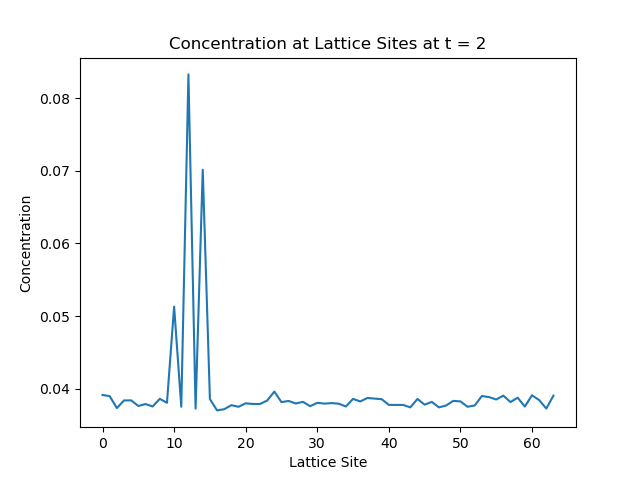 Concentration at Lattice Sites at t = 2
0.08
0.07
0.06
0.05
0.04
Concentration
0 10 20 30 40 50 60
Lattice Site